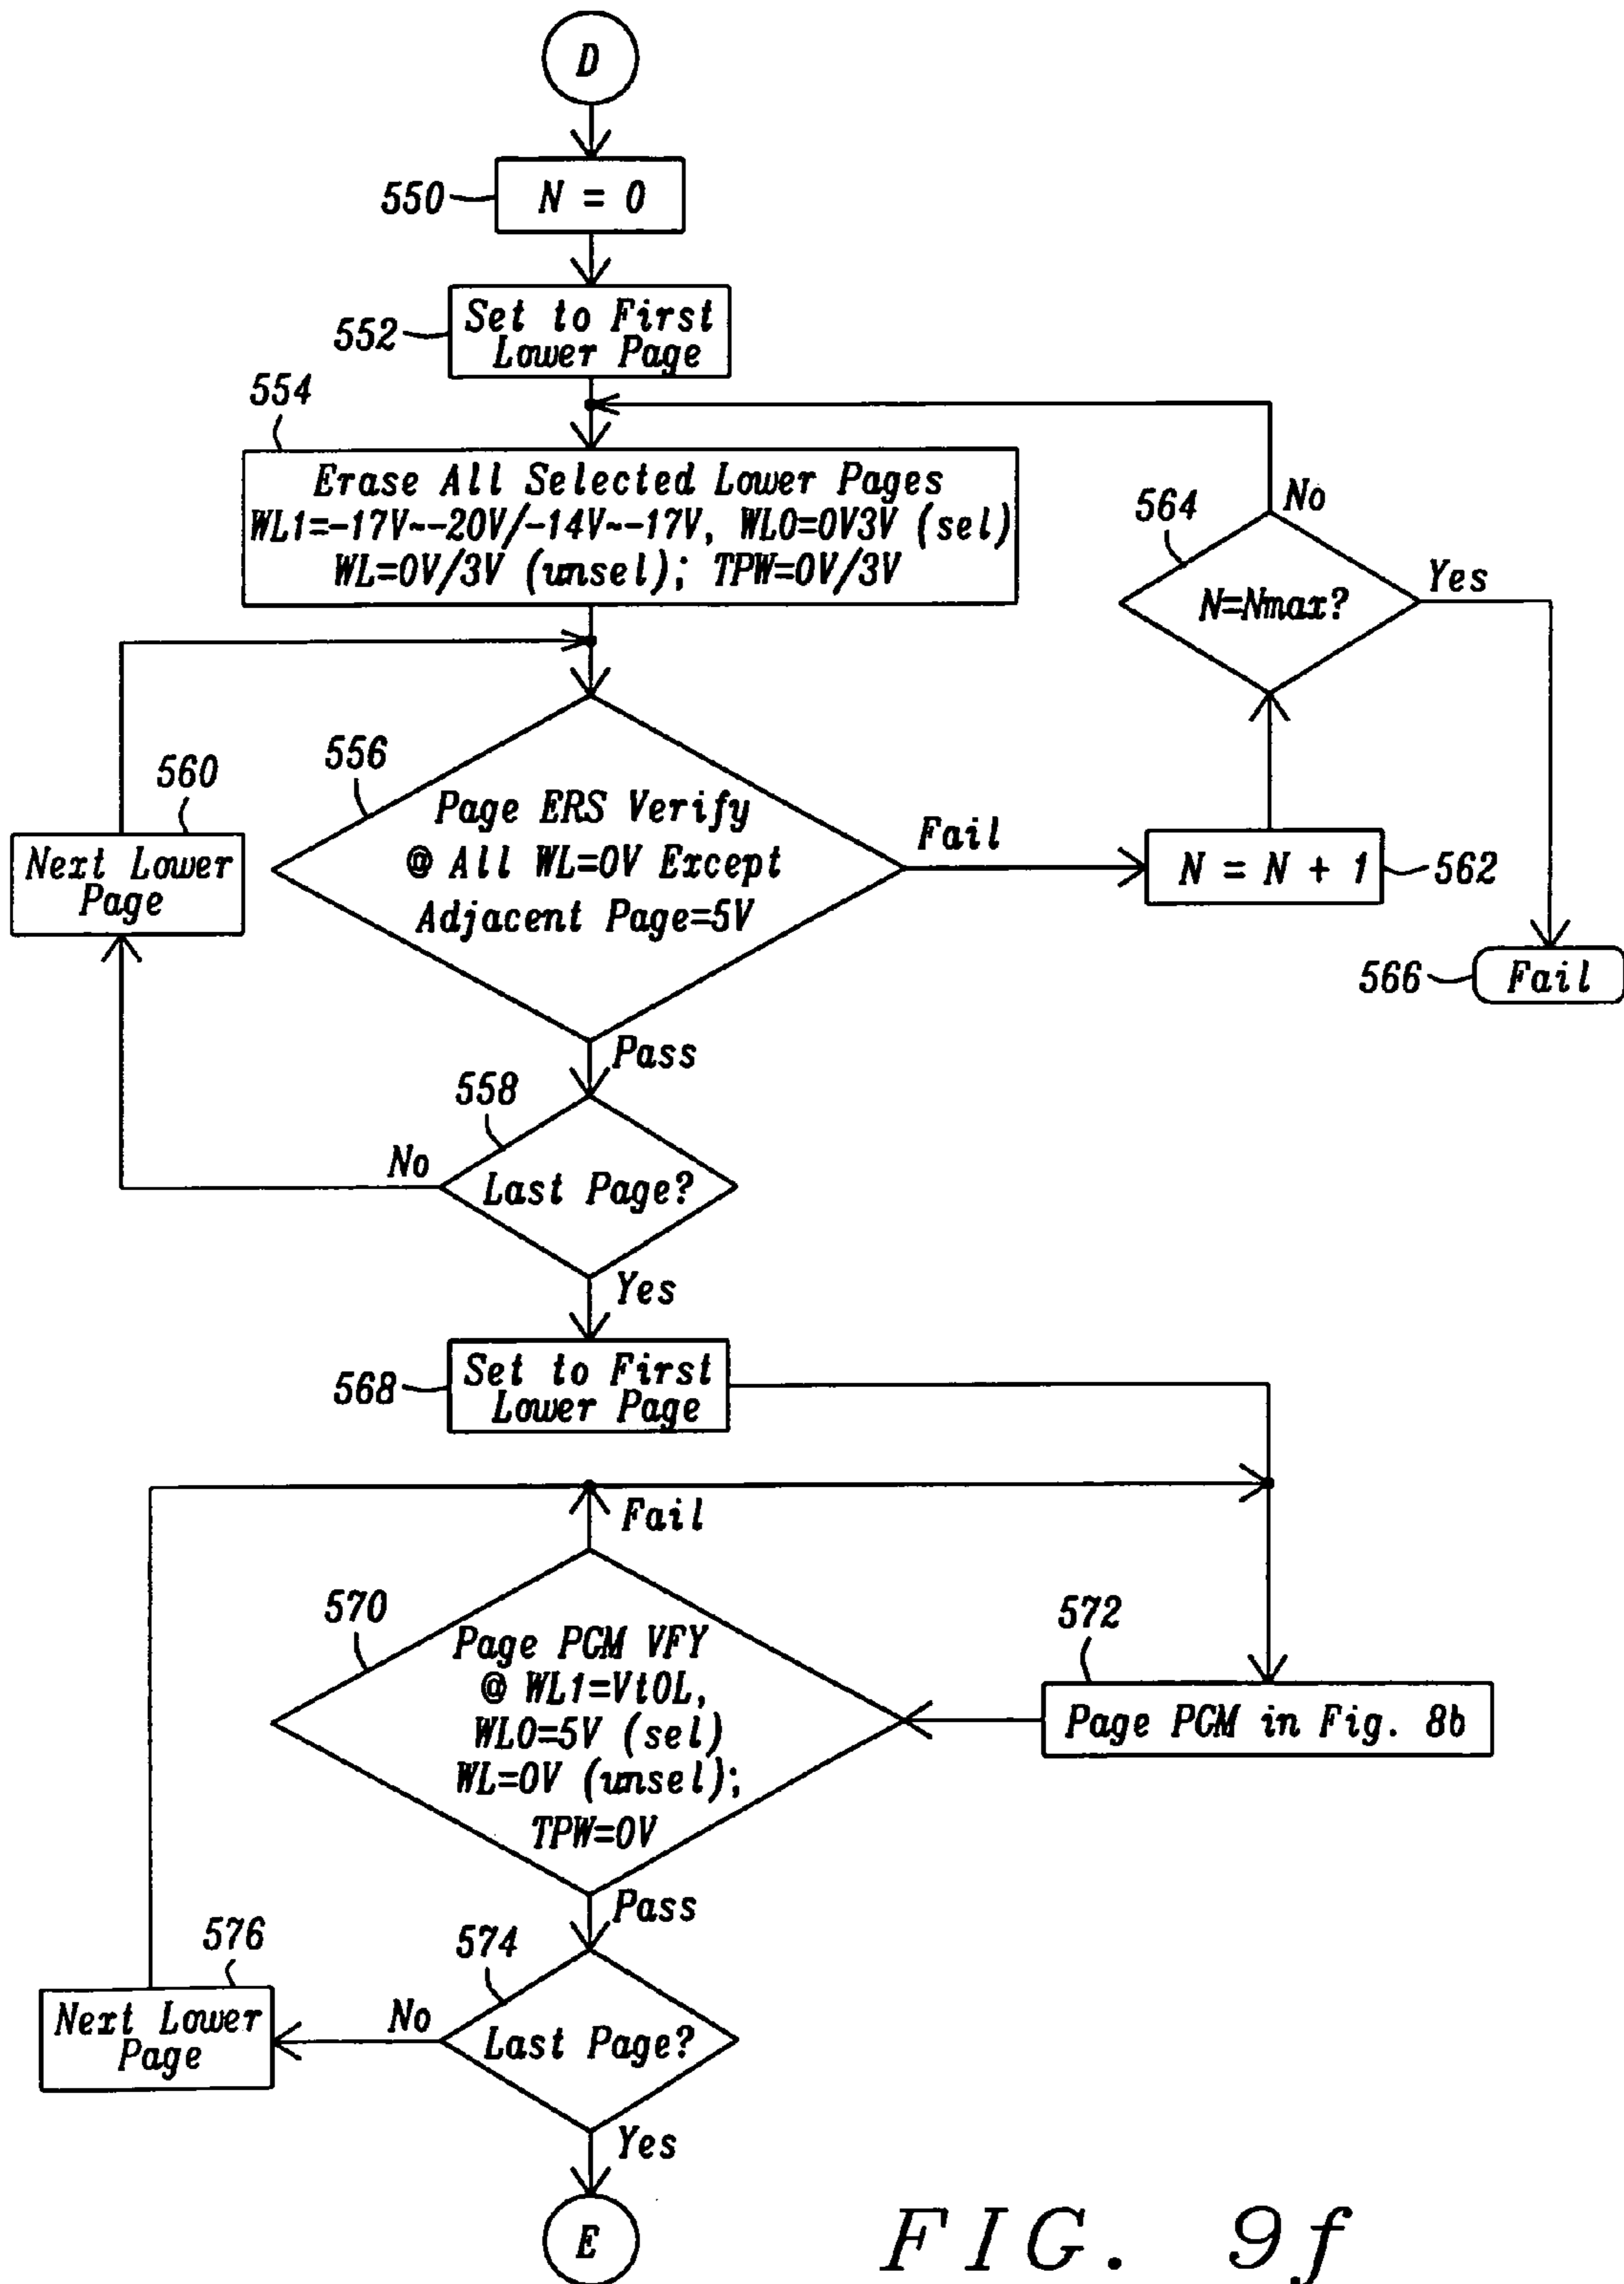 D
550
N = 0
552
Set to First
Lower Page
554
Erase All Selected Lower Pages
WL1=-17V~-20V/-14V~-17V, WL0=0V3V (sel)
WL=0V/3V (unsel); TPW=0V/3V
564
No
N=Nmax?
Yes
560
Next Lower
Page
556
Page ERS Verify
@ All WL=0V Except
Adjacent Page=5V
Fail
N = N + 1
562
566
Fail
Pass
558
No
Last Page?
Yes
568
Set to First
Lower Page
Fail
570
Page PGM VFY
@ WL1=Vt0L,
WL0=5V (sel)
WL=0V (unsel);
TPW=0V
572
Page PGM in Fig. 8b
Pass
576
Next Lower
Page
574
No
Last Page?
Yes
E
FIG. 9f